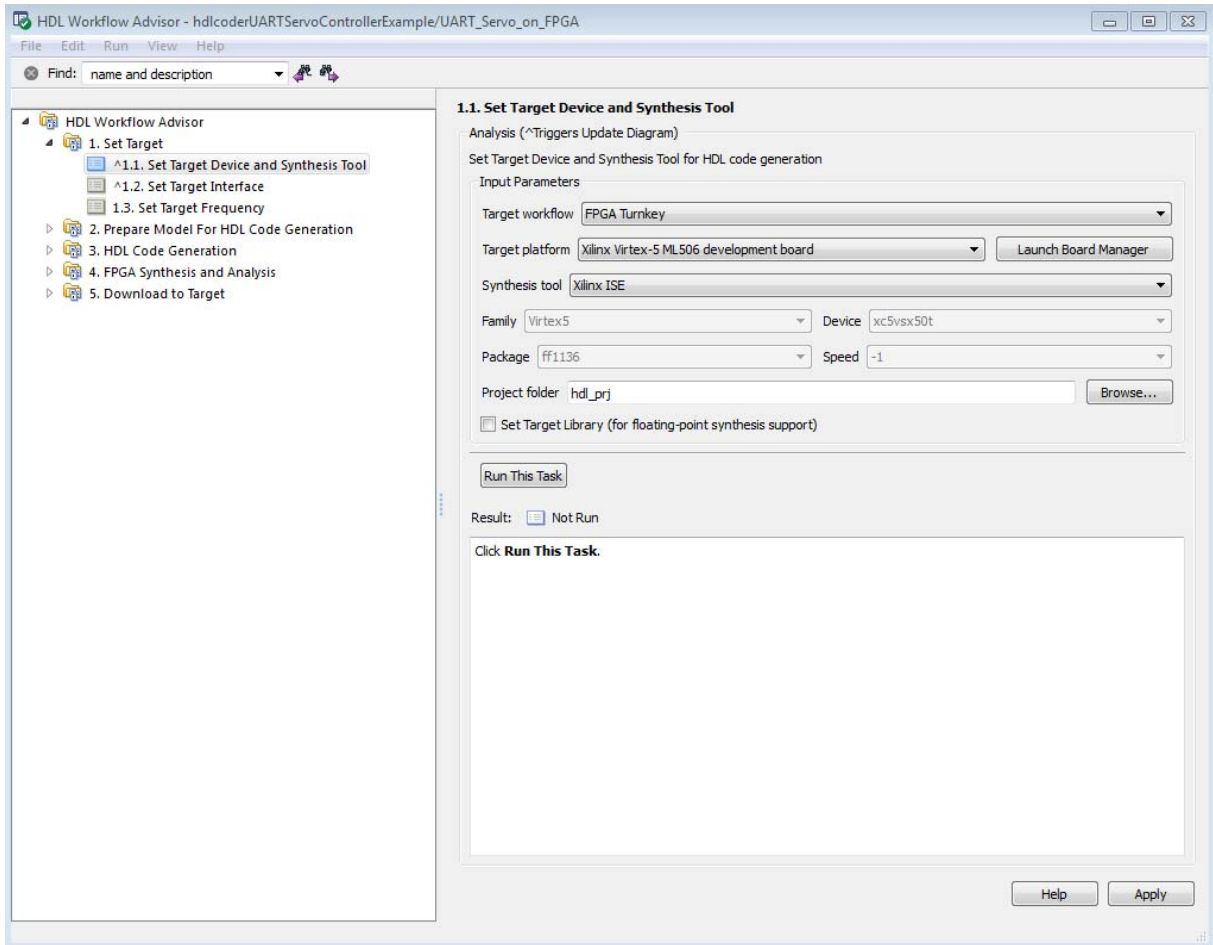 HDL Workflow Advisor - hdlcoderUARTServoControllerExample/UART_Servo_on_FPGA
File Edit Run View Help
Find: name and description
HDL Workflow Advisor
1. Set Target
^1.1. Set Target Device and Synthesis Tool
^1.2. Set Target Interface
1.3. Set Target Frequency
2. Prepare Model For HDL Code Generation
3. HDL Code Generation
4. FPGA Synthesis and Analysis
5. Download to Target
1.1. Set Target Device and Synthesis Tool
Analysis (^Triggers Update Diagram)
Set Target Device and Synthesis Tool for HDL code generation
Input Parameters
Target workflow FPGA Turnkey
Target platform Xilinx Virtex-5 ML506 development board Launch Board Manager
Synthesis tool Xilinx ISE
Family Virtex5 Device xc5vsx50t
Package ff1136 Speed -1
Project folder hdl_prj Browse...
Set Target Library (for floating-point synthesis support)
Run This Task
Result: Not Run
Click Run This Task.
Help Apply